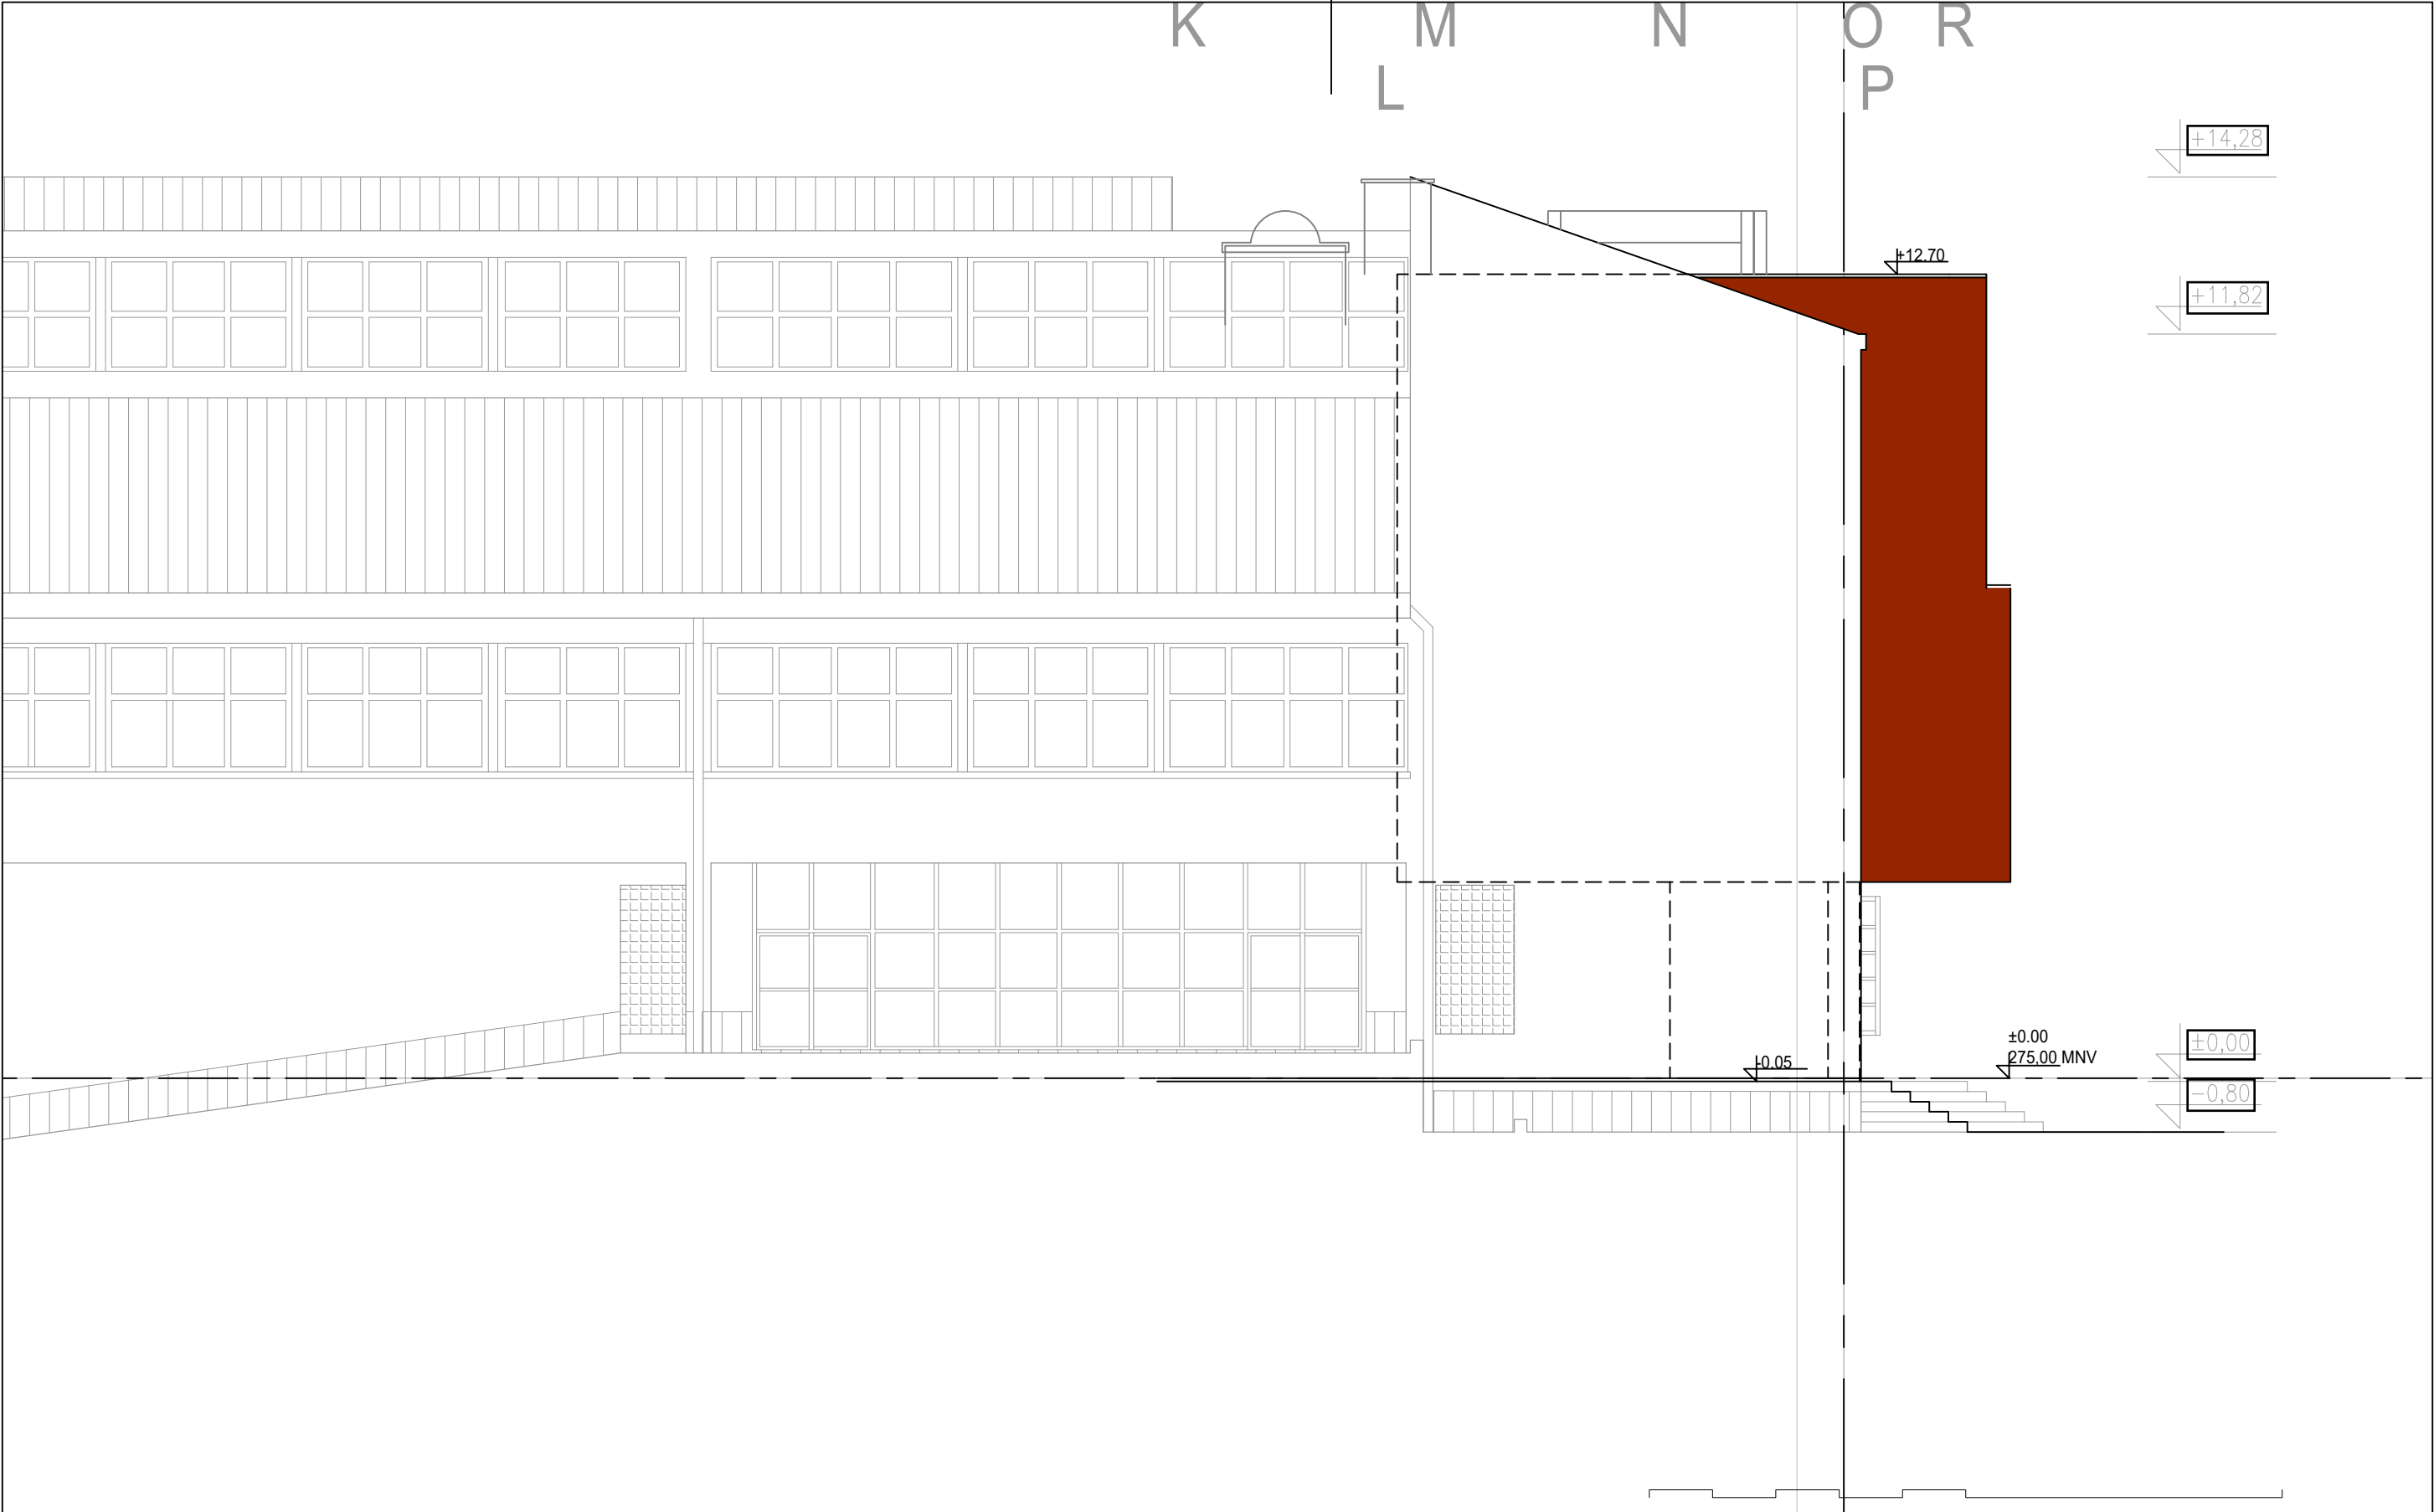 K M N O R
L P
+14,28
+12.70
+11,82
±0.00
275,00 MNV
±0,00
-0.05
-0,80